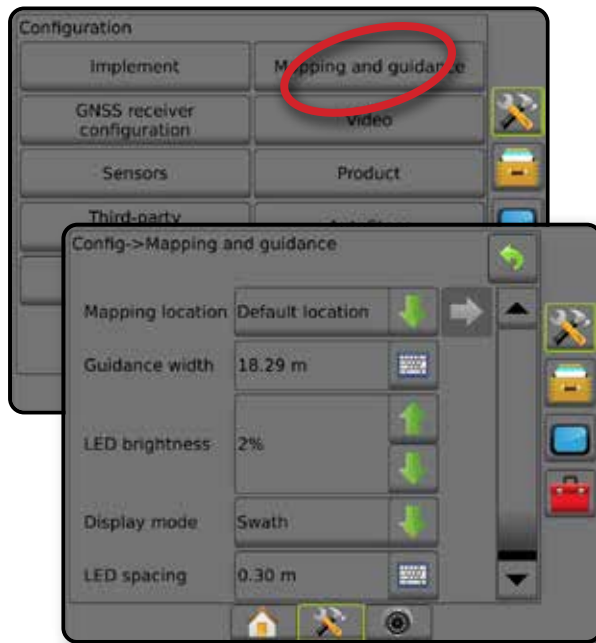 Configuration
Implement
Mapping and guidance
GNSS receiver
configuration
Video
Sensors
Product
Third-party
Config->Mapping and guidance
Mapping location
Default location
Guidance width
18.29 m
LED brightness
2%
Display mode
Swath
LED spacing
0.30 m